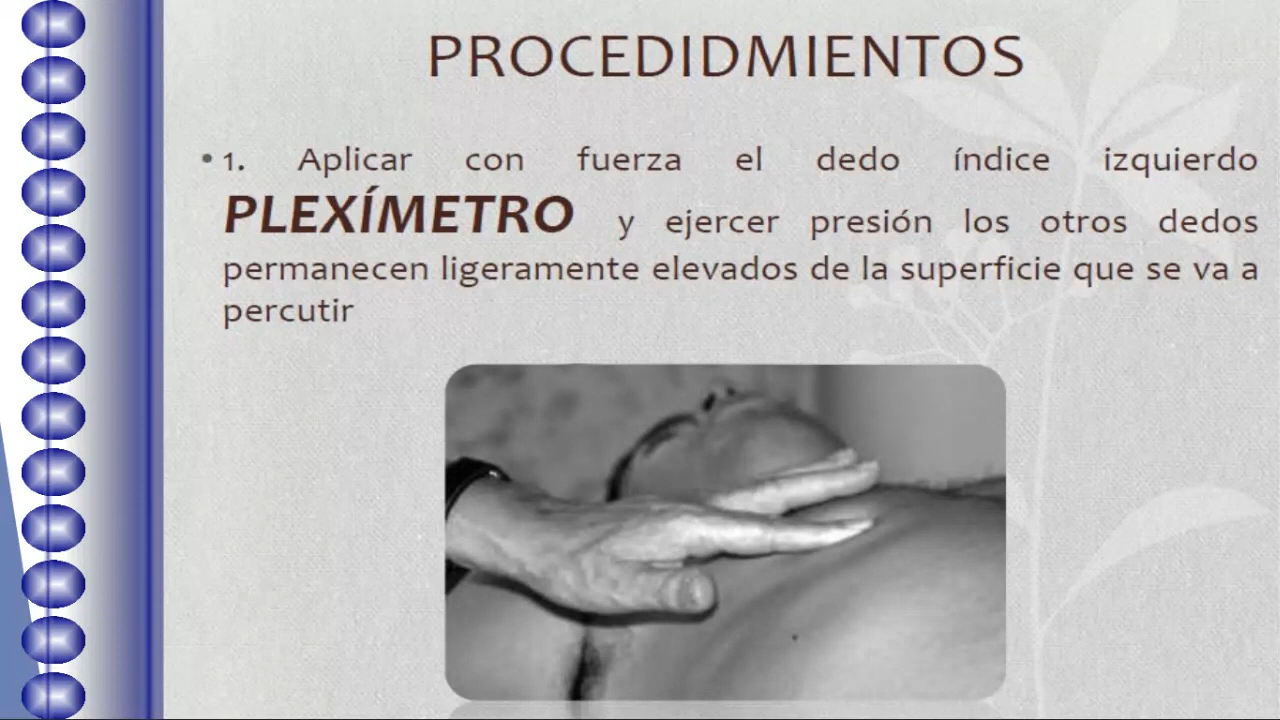 PROCEDIDMIENTOS
• 1. Aplicar con fuerza el dedo índice izquierdo
PLEXÍMETRO y ejercer presión los otros dedos
permanecen ligeramente elevados de la superficie que se va a
percutir